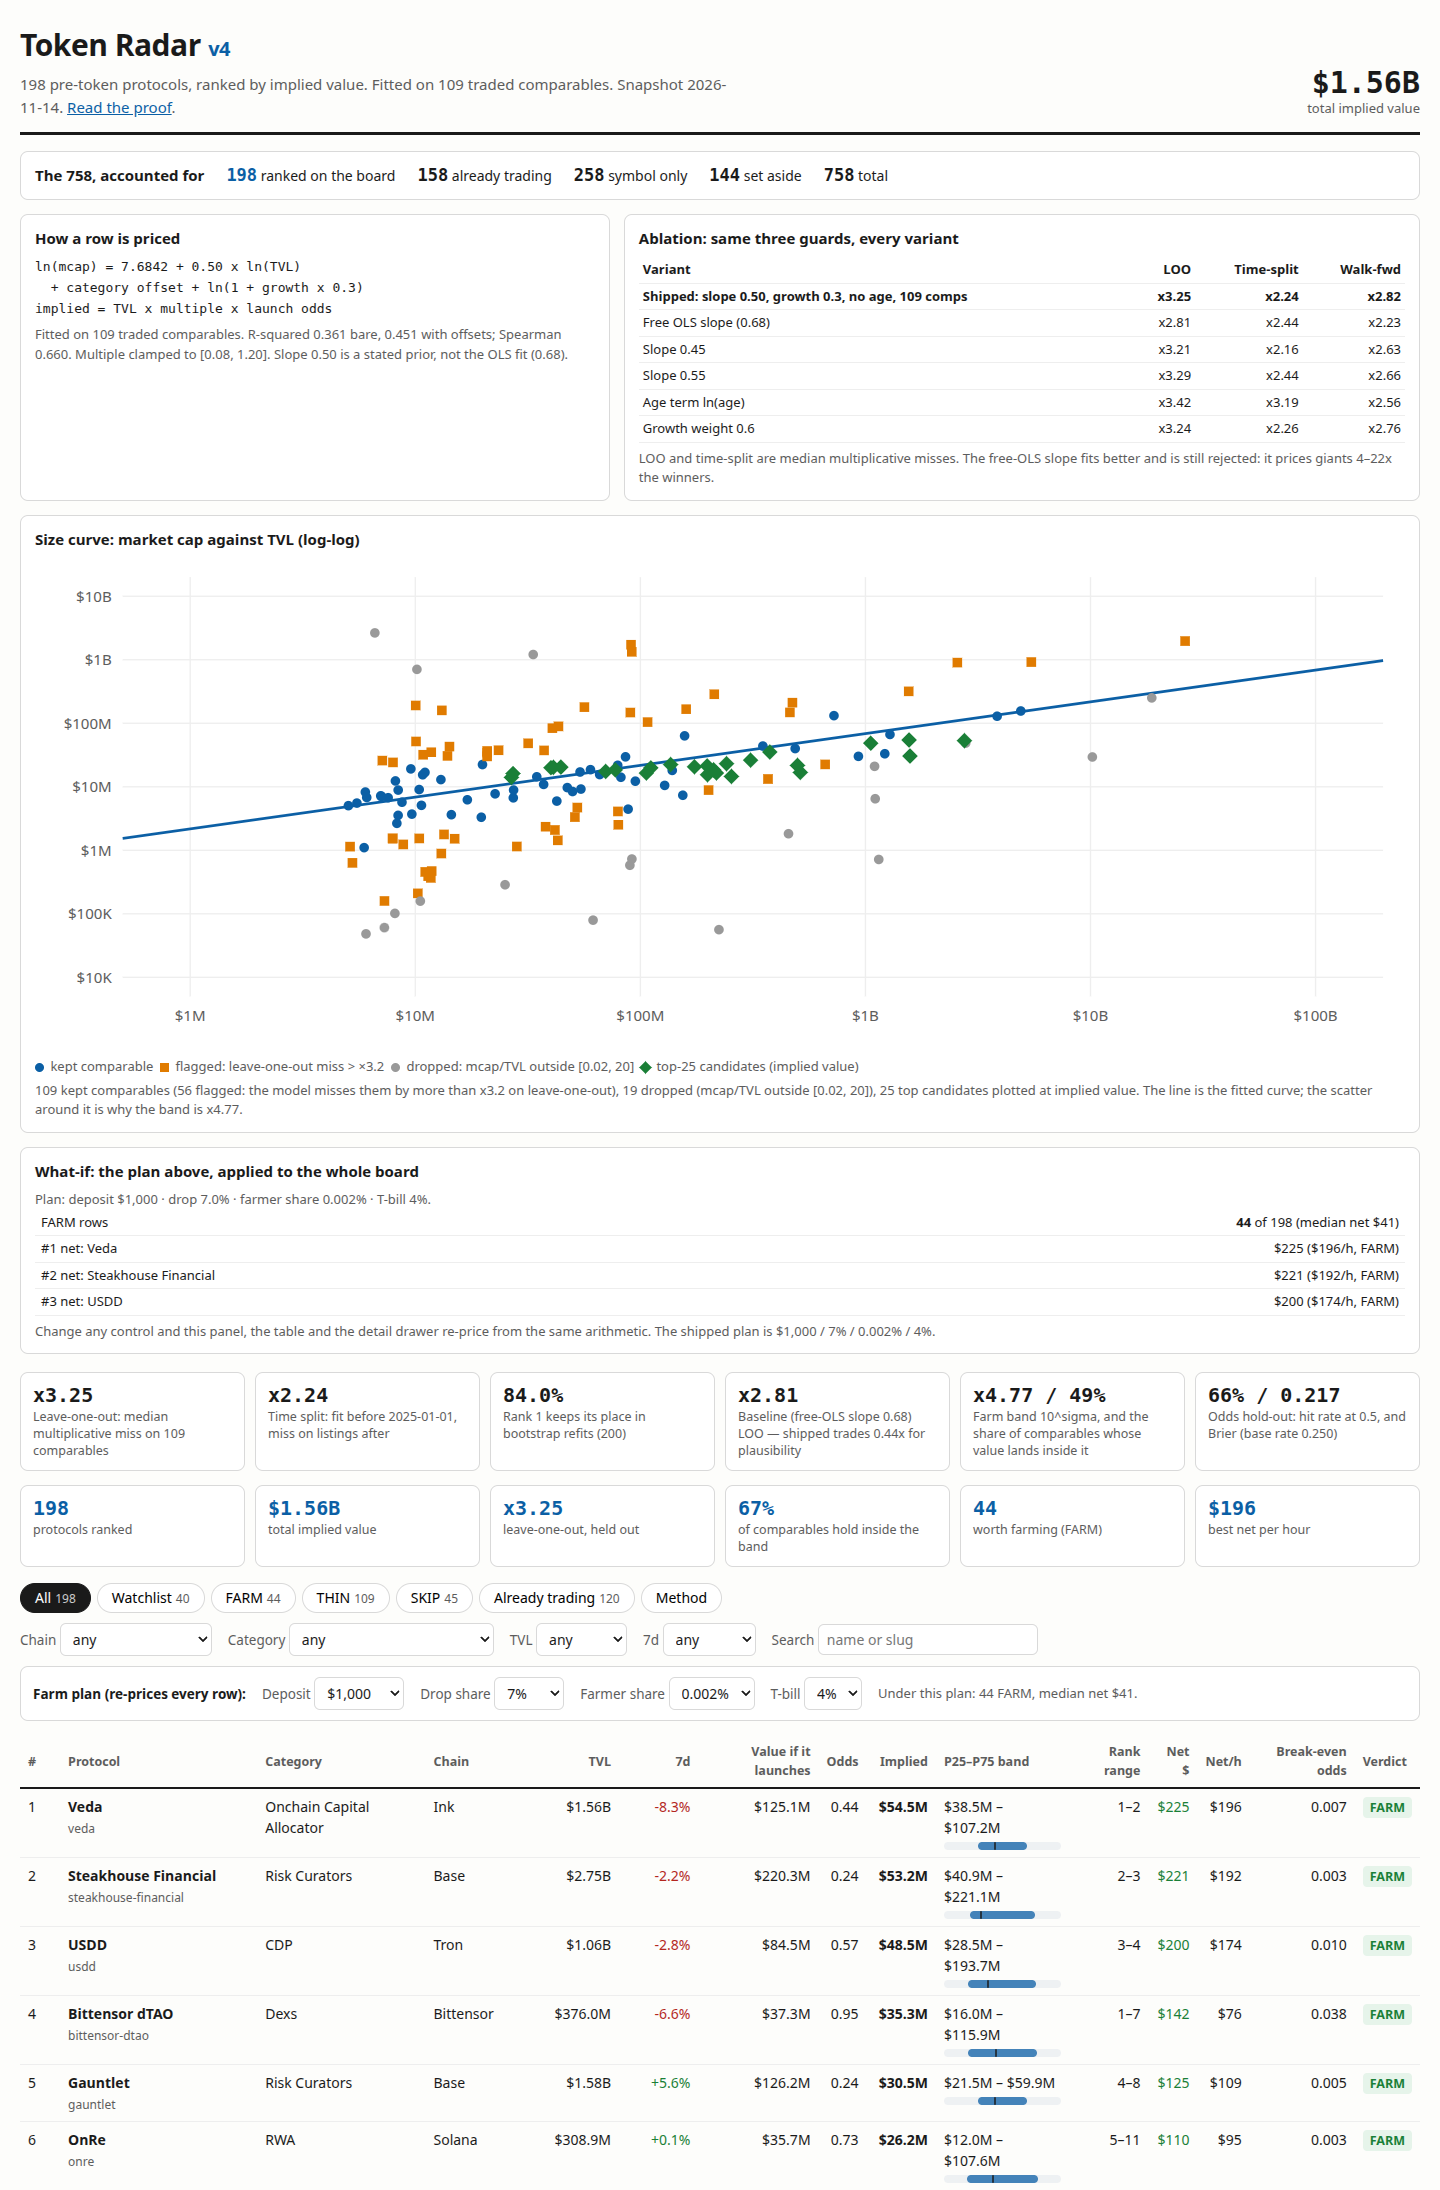 Token Radar v4
198 pre-token protocols, ranked by implied value. Fitted on 109 traded comparables. Snapshot 2026-
11-14. Read the proof.
$1.56B
total implied value
The 758, accounted for 198 ranked on the board 158 already trading 258 symbol only 144 set aside 758 total
How a row is priced
ln(mcap) = 7.6842 + 0.50 x ln(TVL)
+ category offset + ln(1 + growth x 0.3)
implied = TVL x multiple x launch odds
Fitted on 109 traded comparables. R-squared 0.361 bare, 0.451 with offsets; Spearman
0.660. Multiple clamped to [0.08, 1.20]. Slope 0.50 is a stated prior, not the OLS fit (0.68).
Ablation: same three guards, every variant
Variant LOO Time-split Walk-fwd
Shipped: slope 0.50, growth 0.3, no age, 109 comps x3.25 x2.24 x2.82
Free OLS slope (0.68) x2.81 x2.44 x2.23
Slope 0.45 x3.21 x2.16 x2.63
Slope 0.55 x3.29 x2.44 x2.66
Age term ln(age) x3.42 x3.19 x2.56
Growth weight 0.6 x3.24 x2.26 x2.76
LOO and time-split are median multiplicative misses. The free-OLS slope fits better and is still rejected: it prices giants 4–22x
the winners.
Size curve: market cap against TVL (log-log)
$10B
$1B
$100M
$10M
$1M
$100K
$10K
$1M $10M $100M $1B $10B $100B
kept comparable flagged: leave-one-out miss > ×3.2 dropped: mcap/TVL outside [0.02, 20] top-25 candidates (implied value)
109 kept comparables (56 flagged: the model misses them by more than x3.2 on leave-one-out), 19 dropped (mcap/TVL outside [0.02, 20]), 25 top candidates plotted at implied value. The line is the fitted curve; the scatter
around it is why the band is x4.77.
What-if: the plan above, applied to the whole board
Plan: deposit $1,000 · drop 7.0% · farmer share 0.002% · T-bill 4%.
FARM rows 44 of 198 (median net $41)
#1 net: Veda $225 ($196/h, FARM)
#2 net: Steakhouse Financial $221 ($192/h, FARM)
#3 net: USDD $200 ($174/h, FARM)
Change any control and this panel, the table and the detail drawer re-price from the same arithmetic. The shipped plan is $1,000 / 7% / 0.002% / 4%.
x3.25
Leave-one-out: median
multiplicative miss on 109
comparables
x2.24
Time split: fit before 2025-01-01,
miss on listings after
84.0%
Rank 1 keeps its place in
bootstrap refits (200)
x2.81
Baseline (free-OLS slope 0.68)
LOO — shipped trades 0.44x for
plausibility
x4.77 / 49%
Farm band 10^sigma, and the
share of comparables whose
value lands inside it
66% / 0.217
Odds hold-out: hit rate at 0.5, and
Brier (base rate 0.250)
198
protocols ranked
$1.56B
total implied value
x3.25
leave-one-out, held out
67%
of comparables hold inside the
band
44
worth farming (FARM)
$196
best net per hour
All 198 Watchlist 40 FARM 44 THIN 109 SKIP 45 Already trading 120 Method
Chain any Category any TVL any 7d any Search name or slug
Farm plan (re-prices every row): Deposit $1,000 Drop share 7% Farmer share 0.002% T-bill 4% Under this plan: 44 FARM, median net $41.
# Protocol Category Chain TVL 7d Value if it launches Odds Implied P25–P75 band Rank range Net $ Net/h Break-even odds Verdict
1 Veda Onchain Capital Ink $1.56B -8.3% $125.1M 0.44 $54.5M $38.5M – 1–2 $225 $196 0.007 FARM
veda Allocator $107.2M
2 Steakhouse Financial Risk Curators Base $2.75B -2.2% $220.3M 0.24 $53.2M $40.9M – 2–3 $221 $192 0.003 FARM
steakhouse-financial $221.1M
3 USDD CDP Tron $1.06B -2.8% $84.5M 0.57 $48.5M $28.5M – 3–4 $200 $174 0.010 FARM
usdd $193.7M
4 Bittensor dTAO Dexs Bittensor $376.0M -6.6% $37.3M 0.95 $35.3M $16.0M – 1–7 $142 $76 0.038 FARM
bittensor-dtao $115.9M
5 Gauntlet Risk Curators Base $1.58B +5.6% $126.2M 0.24 $30.5M $21.5M – $59.9M 4–8 $125 $109 0.005 FARM
gauntlet
6 OnRe RWA Solana $308.9M +0.1% $35.7M 0.73 $26.2M $12.0M – 5–11 $110 $95 0.003 FARM
onre $107.6M